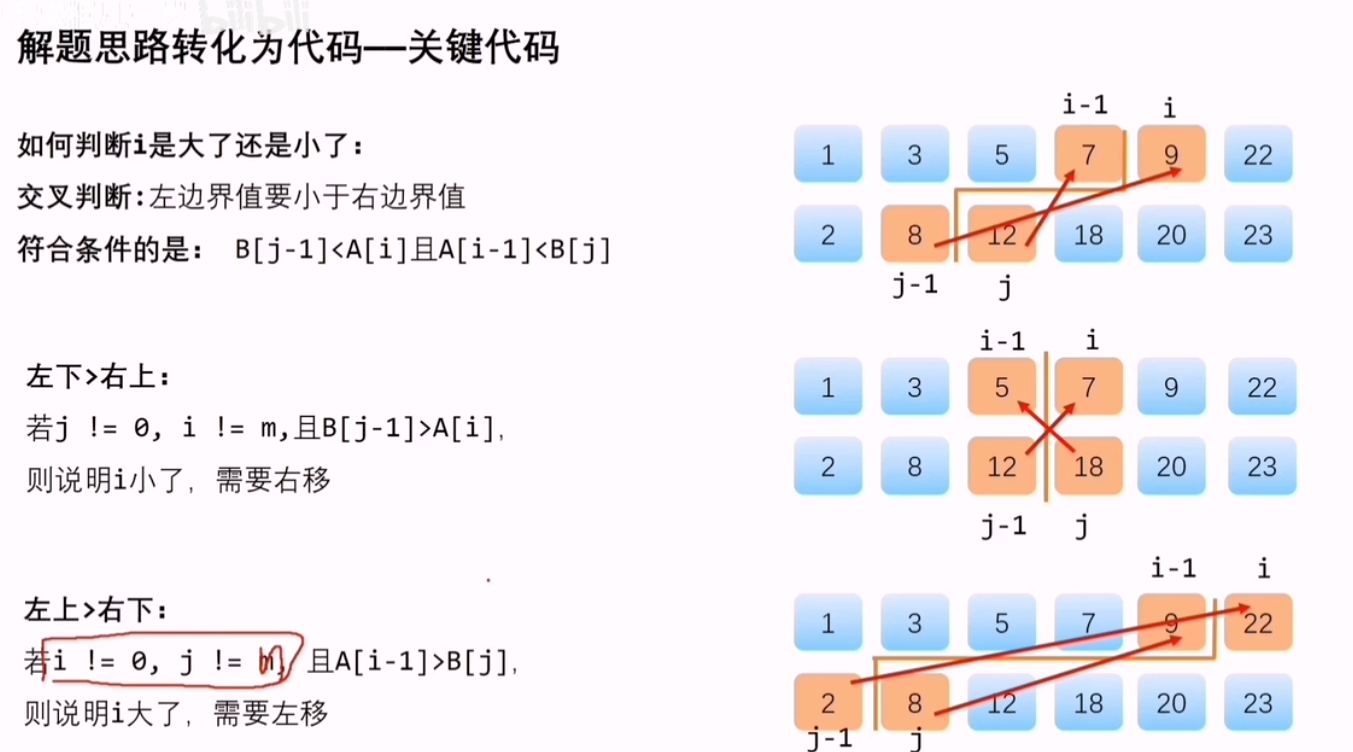 bilibili
解题思路转化为代码——关键代码
如何判断i是大了还是小了:
交叉判断:左边界值要小于右边界值
符合条件的是: B[j-1]<A[i]且A[i-1]<B[j]
i-1 i
1 3 5 7 9 22
2 8 12 18 20 23
j-1 j
左下>右上:
若j != 0, i != m,且B[j-1]>A[i],
则说明i小了, 需要右移
i-1 i
1 3 5 7 9 22
2 8 12 18 20 23
j-1 j
左上>右下:
若i != 0, j != n, 且A[i-1]>B[j],
则说明i大了, 需要左移
i-1 i
1 3 5 7 9 22
2 8 12 18 20 23
j-1 j